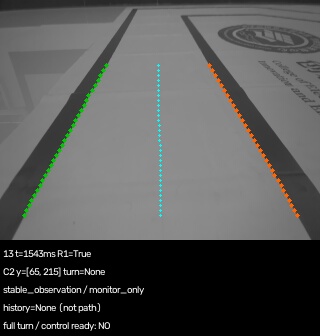 13 t=1543ms R1=True
C2 y=[65, 215] turn=None
stable_observation / monitor_only
history=None (not path)
full turn / control ready: NO